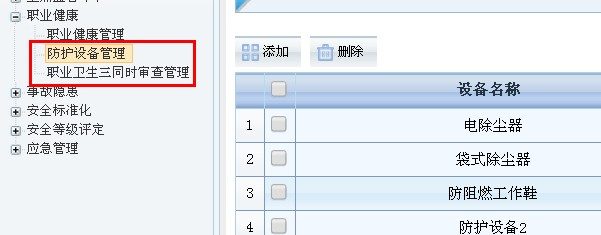 职业健康
职业健康管理
防护设备管理
职业卫生三同时审查管理
事故隐患
安全标准化
安全等级评定
应急管理
添加 删除
设备名称
1 电除尘器
2 袋式除尘器
3 防阻燃工作鞋
4 防护设备2